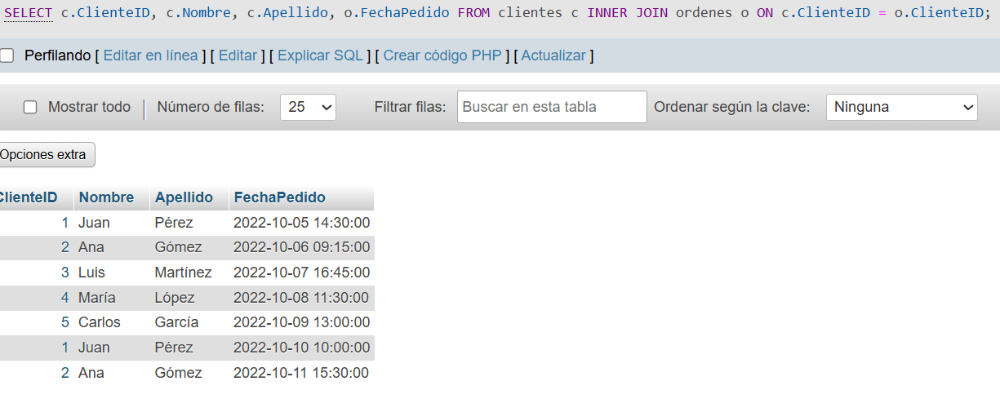 SELECT c.ClienteID, c.Nombre, c.Apellido, o.FechaPedido FROM clientes c INNER JOIN ordenes o ON c.ClienteID = o.ClienteID;
Perfilando [ Editar en línea ] [ Editar ] [ Explicar SQL ] [ Crear código PHP ] [ Actualizar ]
Mostrar todo | Número de filas: 25 Filtrar filas: Buscar en esta tabla Ordenar según la clave: Ninguna
Opciones extra
ClienteID Nombre Apellido FechaPedido
1 Juan Pérez 2022-10-05 14:30:00
2 Ana Gómez 2022-10-06 09:15:00
3 Luis Martínez 2022-10-07 16:45:00
4 María López 2022-10-08 11:30:00
5 Carlos García 2022-10-09 13:00:00
1 Juan Pérez 2022-10-10 10:00:00
2 Ana Gómez 2022-10-11 15:30:00